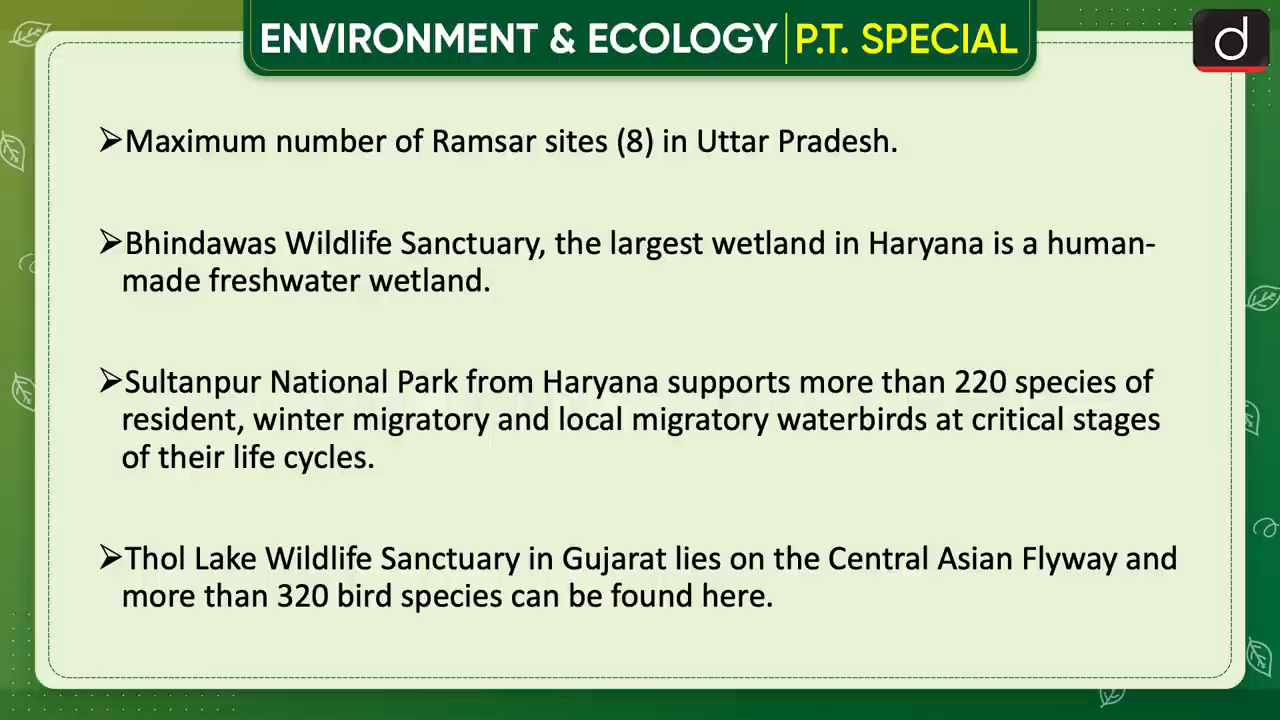 ENVIRONMENT & ECOLOGY | P.T. SPECIAL
d
➢Maximum number of Ramsar sites (8) in Uttar Pradesh.
➢Bhindawas Wildlife Sanctuary, the largest wetland in Haryana is a human-
made freshwater wetland.
➢Sultanpur National Park from Haryana supports more than 220 species of
resident, winter migratory and local migratory waterbirds at critical stages
of their life cycles.
➢Thol Lake Wildlife Sanctuary in Gujarat lies on the Central Asian Flyway and
more than 320 bird species can be found here.